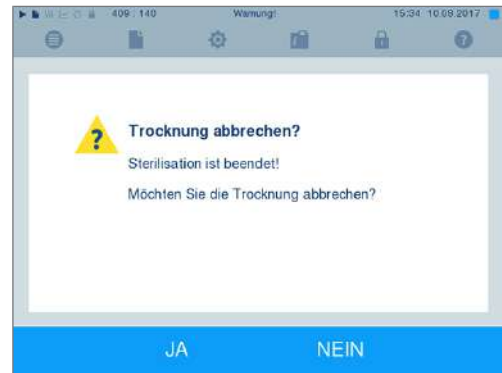 409 : 140 Warnung! 15:34 10.08.2017
Trocknung abbrechen?
Sterilisation ist beendet!
Möchten Sie die Trocknung abbrechen?
JA NEIN